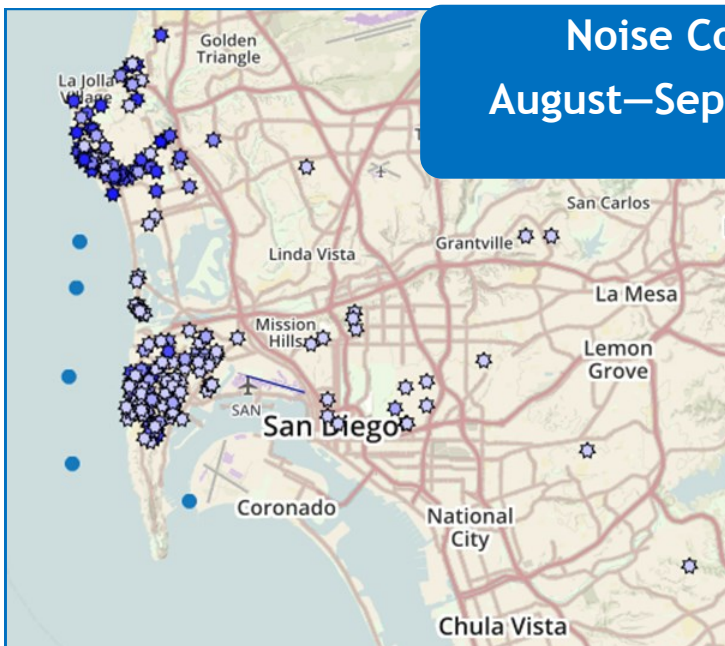 Noise Co
August—Sep
Golden
Triangle
La Jolla
Village
San Carlos
Grantville
Linda Vista
La Mesa
Mission
Hills
Lemon
Grove
SAN
San Diego
Coronado
National
City
Chula Vista